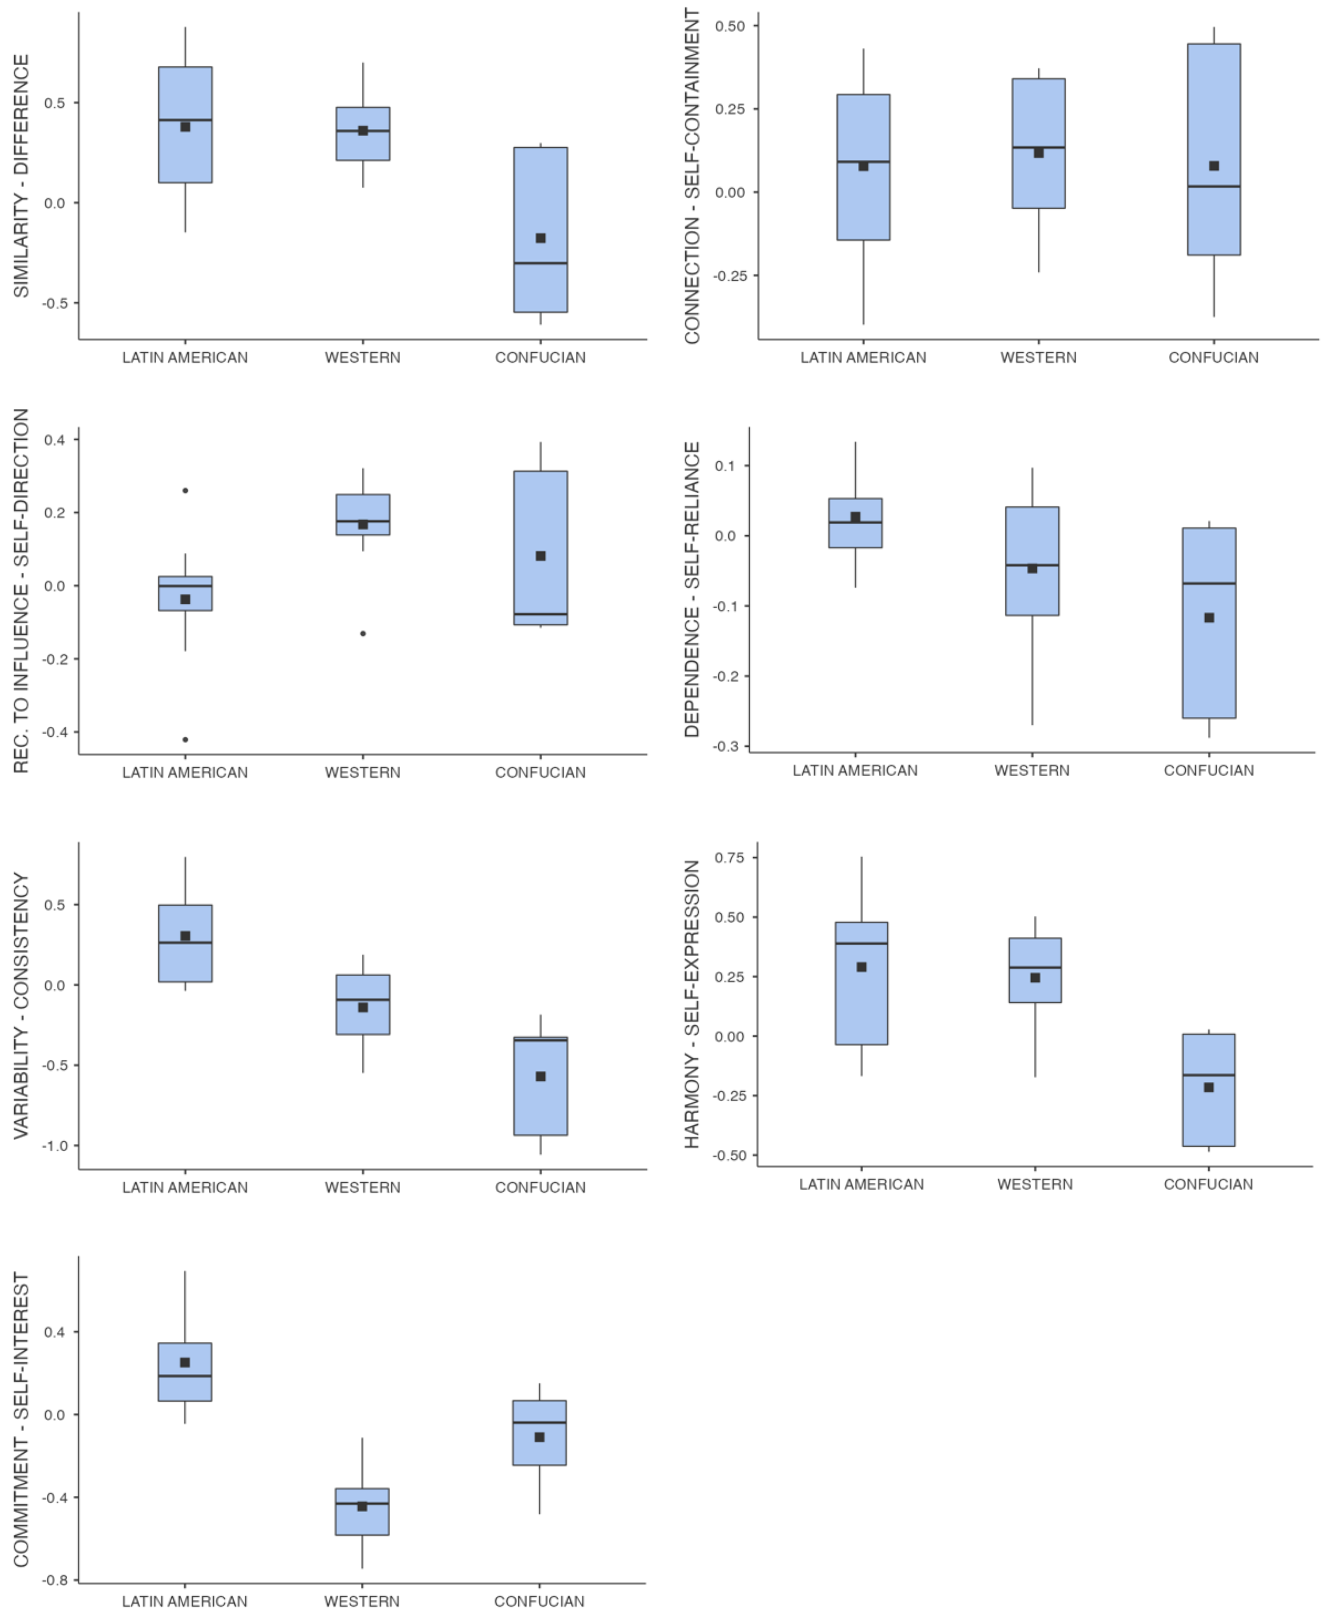 SIMILARITY - DIFFERENCE
0.5
0.0
-0.5
LATIN AMERICAN
WESTERN
CONFUCIAN
CONNECTION - SELF-CONTAINMENT
0.50
0.25
0.00
-0.25
LATIN AMERICAN
WESTERN
CONFUCIAN
REC. TO INFLUENCE - SELF-DIRECTION
0.4
0.2
0.0
-0.2
-0.4
LATIN AMERICAN
WESTERN
CONFUCIAN
DEPENDENCE - SELF-RELIANCE
0.1
0.0
-0.1
-0.2
-0.3
LATIN AMERICAN
WESTERN
CONFUCIAN
VARIABILITY - CONSISTENCY
0.5
0.0
-0.5
-1.0
LATIN AMERICAN
WESTERN
CONFUCIAN
HARMONY - SELF-EXPRESSION
0.75
0.50
0.25
0.00
-0.25
-0.50
LATIN AMERICAN
WESTERN
CONFUCIAN
COMMITMENT - SELF-INTEREST
0.4
0.0
-0.4
-0.8
LATIN AMERICAN
WESTERN
CONFUCIAN